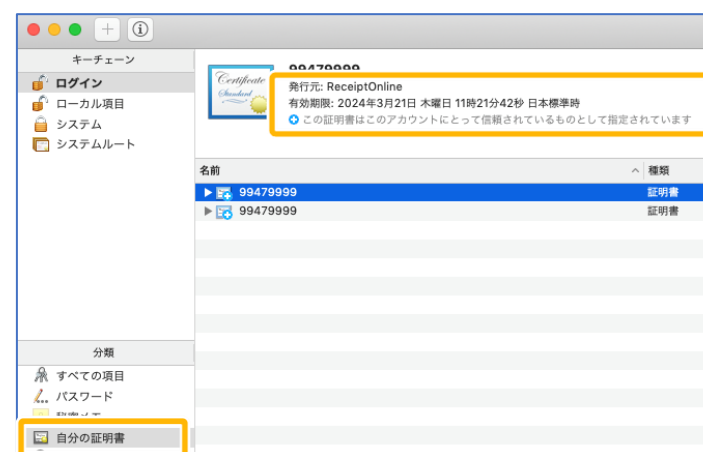 キーチェーン
ログイン
ローカル項目
システム
システムルート
Certificate
Standard
99479999
発行元: ReceiptOnline
有効期限: 2024年3月21日 木曜日 11時21分42秒 日本標準時
この証明書はこのアカウントにとって信頼されているものとして指定されています
名前
種類
99479999
証明書
99479999
証明書
分類
すべての項目
パスワード
自分の証明書